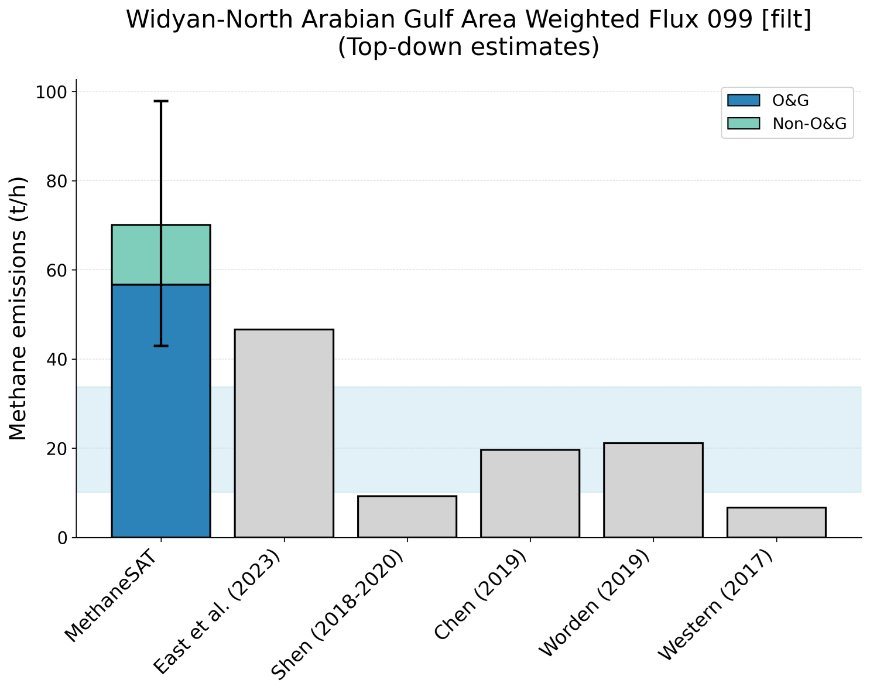 Widyan-North Arabian Gulf Area Weighted Flux 099 [filt]
(Top-down estimates)
O&G
Non-O&G
Methane emissions (t/h)
100
80
60
40
20
0
MethaneSAT
East et al. (2023)
Shen (2018-2020)
Chen (2019)
Worden (2019)
Western (2017)